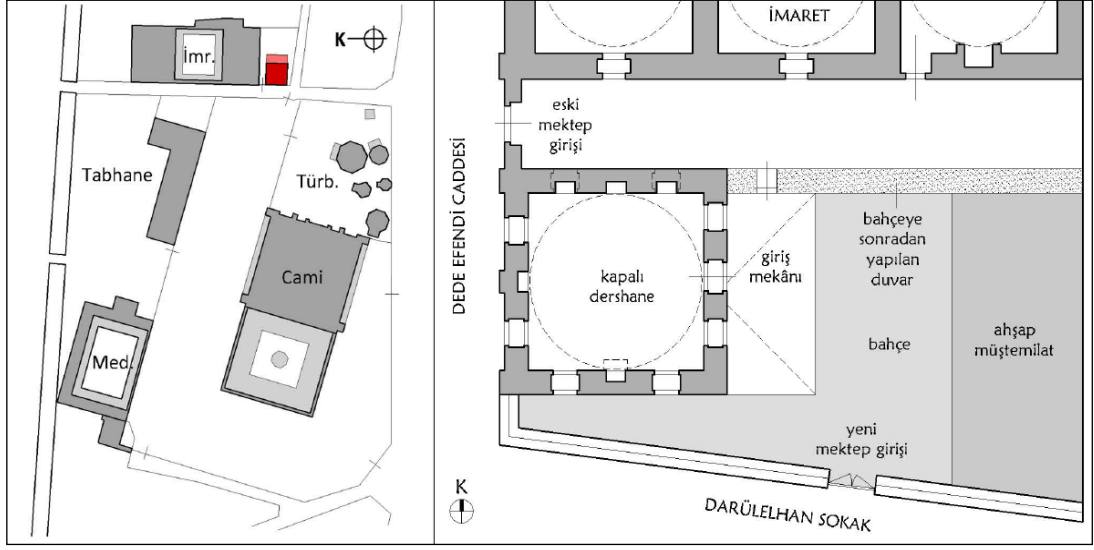 İmr.
K
Tabhane
Türb.
Cami
Med.
İMARET
eski
mektep
girişi
DEDE EFENDİ CADDESİ
kapalı
dershane
giriş
mekânı
bahçeye
sonradan
yapılan
duvar
bahçe
ahşap
müştemilat
yeni
mektep girişi
K
DARÜLELHAN SOKAK